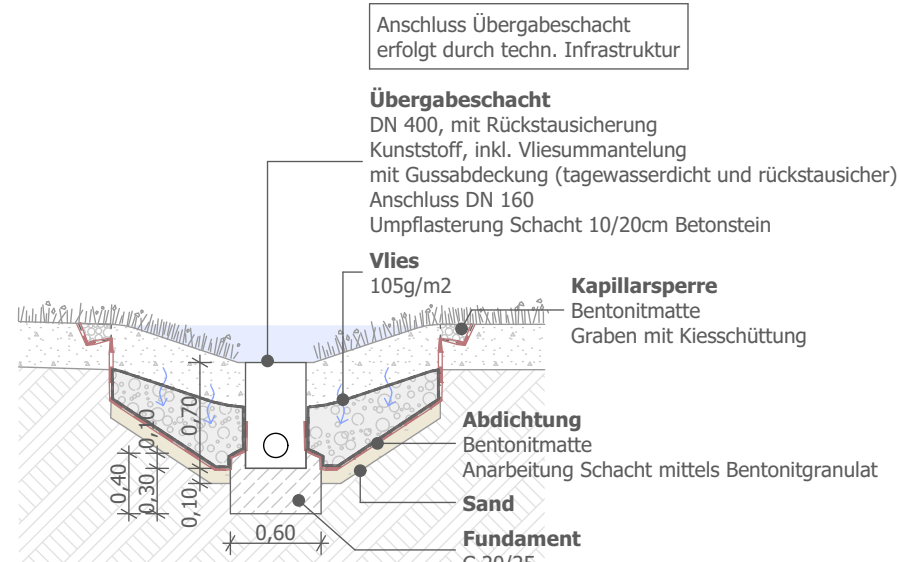 Anschluss Übergabeschacht
erfolgt durch techn. Infrastruktur
Übergabeschacht
DN 400, mit Rückstausicherung
Kunststoff, inkl. Vliesummantelung
mit Gussabdeckung (tagewasserdicht und rückstausicher)
Anschluss DN 160
Umpflasterung Schacht 10/20cm Betonstein
Vlies
105g/m2
Kapillarsperre
Bentonitmatte
Graben mit Kiesschüttung
Abdichtung
Bentonitmatte
Anarbeitung Schacht mittels Bentonitgranulat
Sand
Fundament
C 20/25
0,40
0,10
0,30
0,70
0,10
0,60